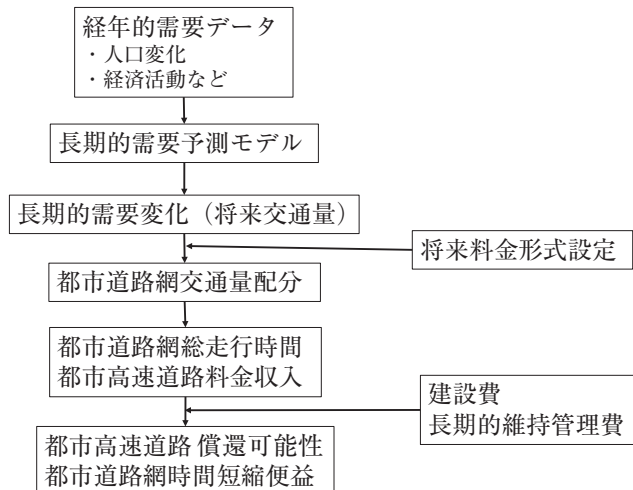 経年的需要データ
・人口変化
・経済活動など
長期的需要予測モデル
長期的需要変化（将来交通量）
将来料金形式設定
都市道路網交通量配分
都市道路網総走行時間
都市高速道路料金収入
建設費
長期的維持管理費
都市高速道路 償還可能性
都市道路網時間短縮便益